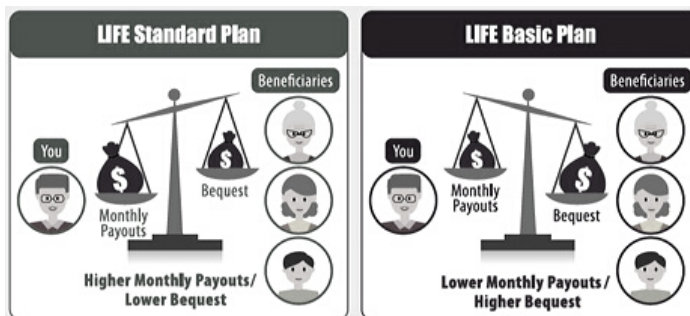 LIFE Standard Plan
Beneficiaries
You
$
$
Monthly
Payouts
Bequest
Higher Monthly Payouts/
Lower Bequest
LIFE Basic Plan
Beneficiaries
You
$
$
Monthly
Payouts
Bequest
Lower Monthly Payouts /
Higher Bequest